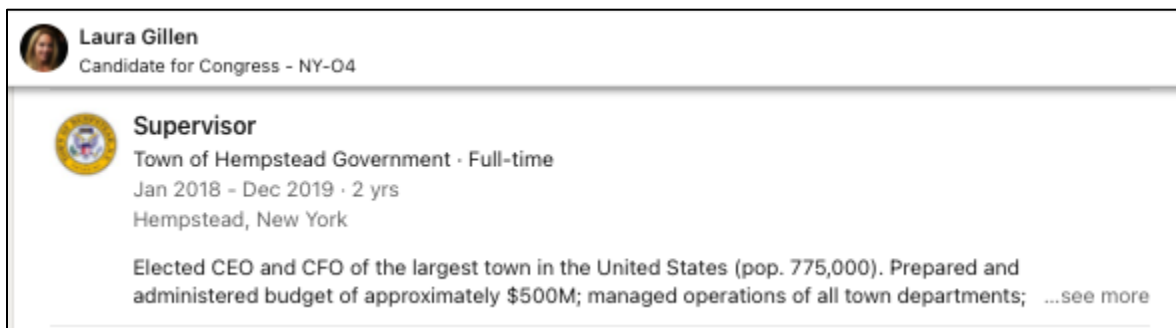 Laura Gillen
Candidate for Congress - NY-04
Supervisor
Town of Hempstead Government · Full-time
Jan 2018 - Dec 2019 · 2 yrs
Hempstead, New York
Elected CEO and CFO of the largest town in the United States (pop. 775,000). Prepared and
administered budget of approximately $500M; managed operations of all town departments; ...see more